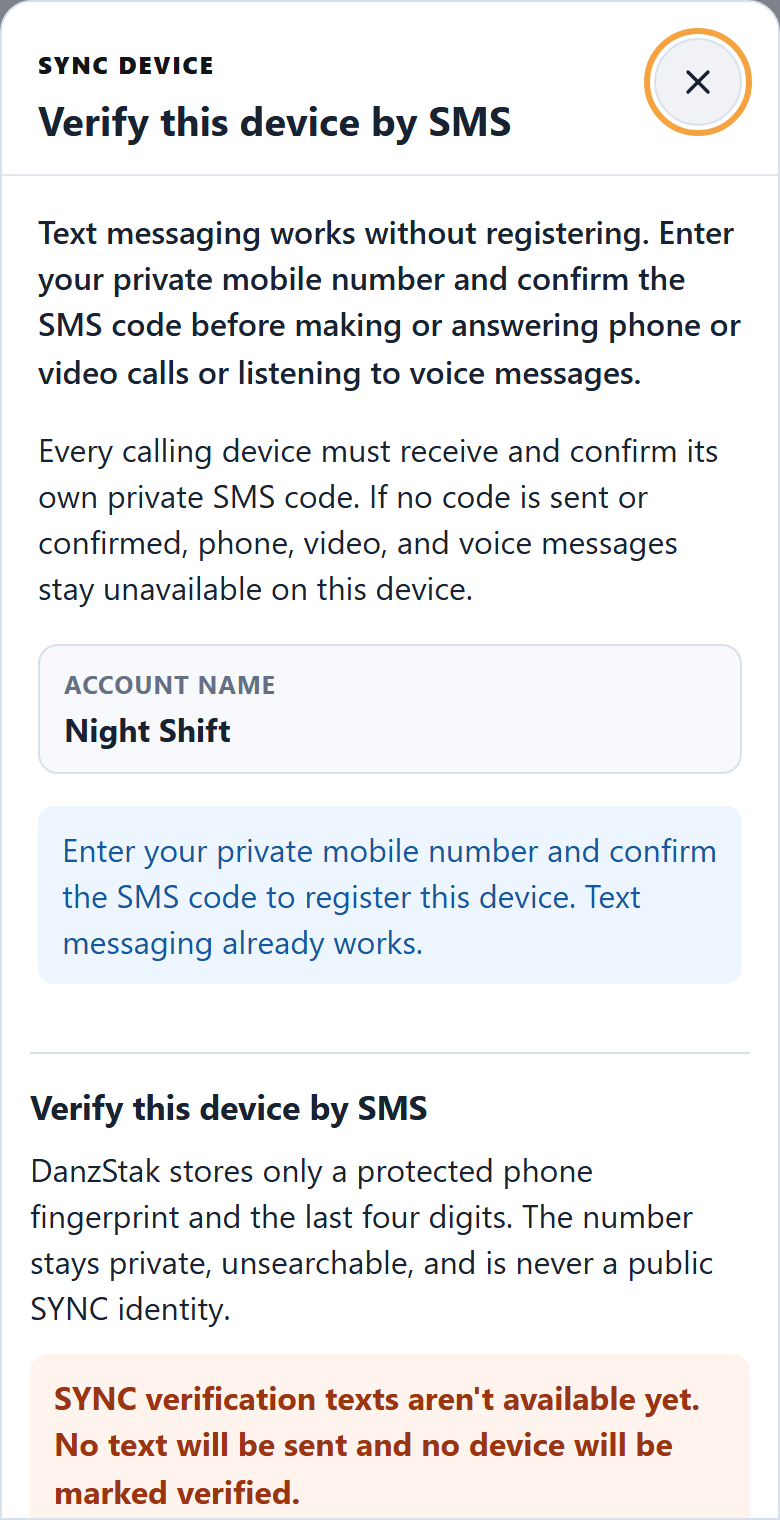 SYNC DEVICE
Verify this device by SMS
Text messaging works without registering. Enter
your private mobile number and confirm the
SMS code before making or answering phone or
video calls or listening to voice messages.
Every calling device must receive and confirm its
own private SMS code. If no code is sent or
confirmed, phone, video, and voice messages
stay unavailable on this device.
ACCOUNT NAME
Night Shift
Enter your private mobile number and confirm
the SMS code to register this device. Text
messaging already works.
Verify this device by SMS
DanzStak stores only a protected phone
fingerprint and the last four digits. The number
stays private, unsearchable, and is never a public
SYNC identity.
SYNC verification texts aren't available yet.
No text will be sent and no device will be
marked verified.